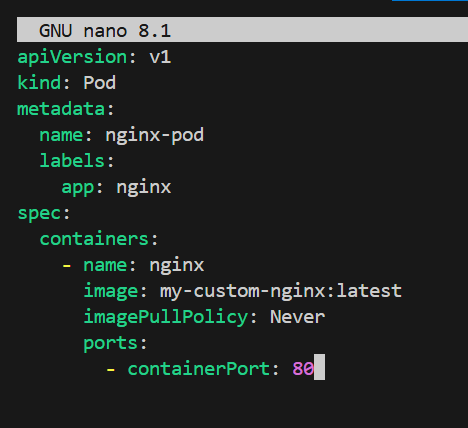 GNU nano 8.1
apiVersion: v1
kind: Pod
metadata:
  name: nginx-pod
  labels:
    app: nginx
spec:
  containers:
    - name: nginx
      image: my-custom-nginx:latest
      imagePullPolicy: Never
      ports:
        - containerPort: 80